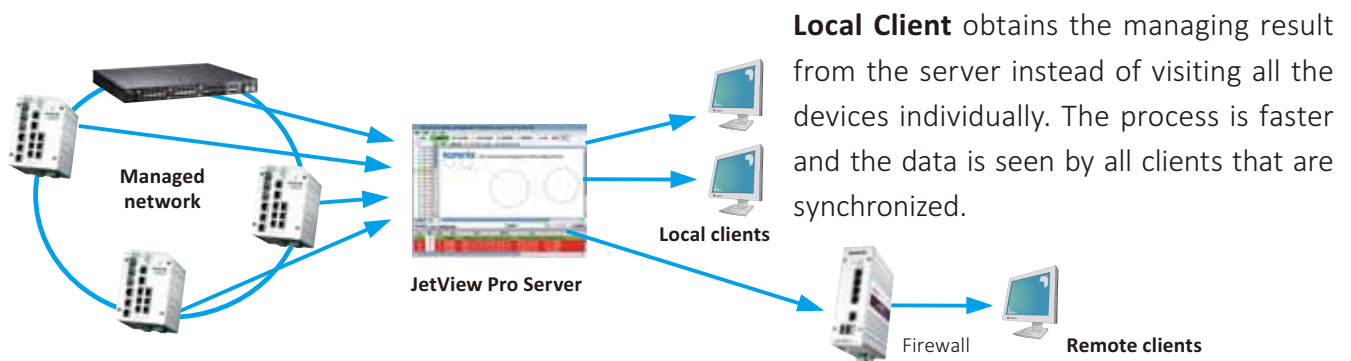 Local Client obtains the managing result
from the server instead of visiting all the
devices individually. The process is faster
and the data is seen by all clients that are
synchronized.
Managed
network
JetView Pro Server
Local clients
Firewall
Remote clients